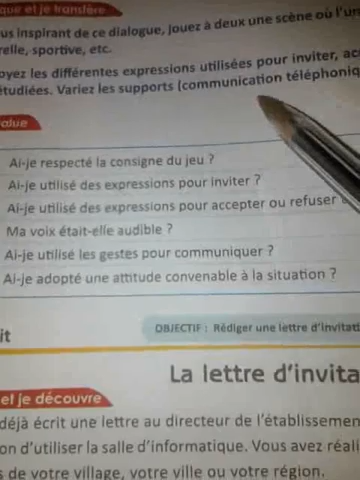 que et je transfère
us inspirant de ce dialogue, jouez à deux une scène où l'un
relle, sportive, etc.
oyez les différentes expressions utilisées pour inviter, acc
étudiées. Variez les supports (communication téléphoniq
alue
Ai-je respecté la consigne du jeu ?
Ai-je utilisé des expressions pour inviter ?
Ai-je utilisé des expressions pour accepter ou refuser
Ma voix était-elle audible ?
Ai-je utilisé les gestes pour communiquer ?
Ai-je adopté une attitude convenable à la situation ?
it
OBJECTIF : Rédiger une lettre d'invitati
La lettre d'invita
et je découvre
déjà écrit une lettre au directeur de l'établissemen
on d'utiliser la salle d'informatique. Vous avez réali
s de votre village, votre ville ou votre région.